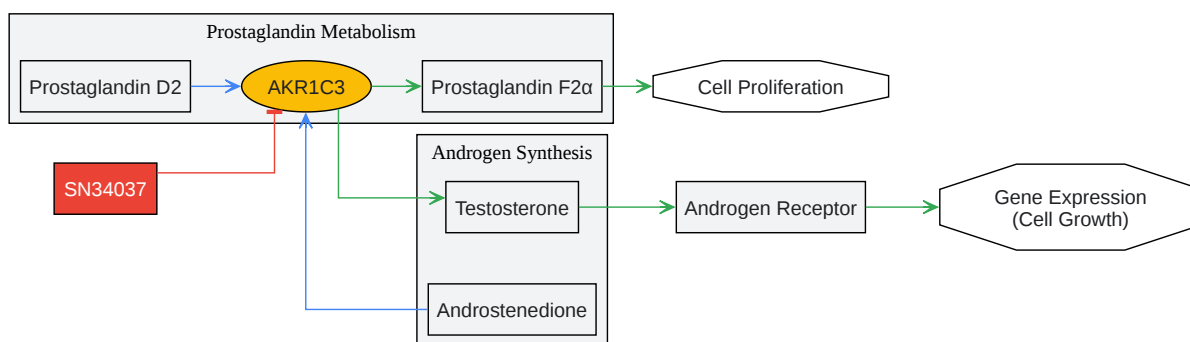 Prostaglandin Metabolism
Prostaglandin D2
AKR1C3
Prostaglandin F2α
Cell Proliferation
Androgen Synthesis
SN34037
Testosterone
Androgen Receptor
Gene Expression
(Cell Growth)
Androstenedione